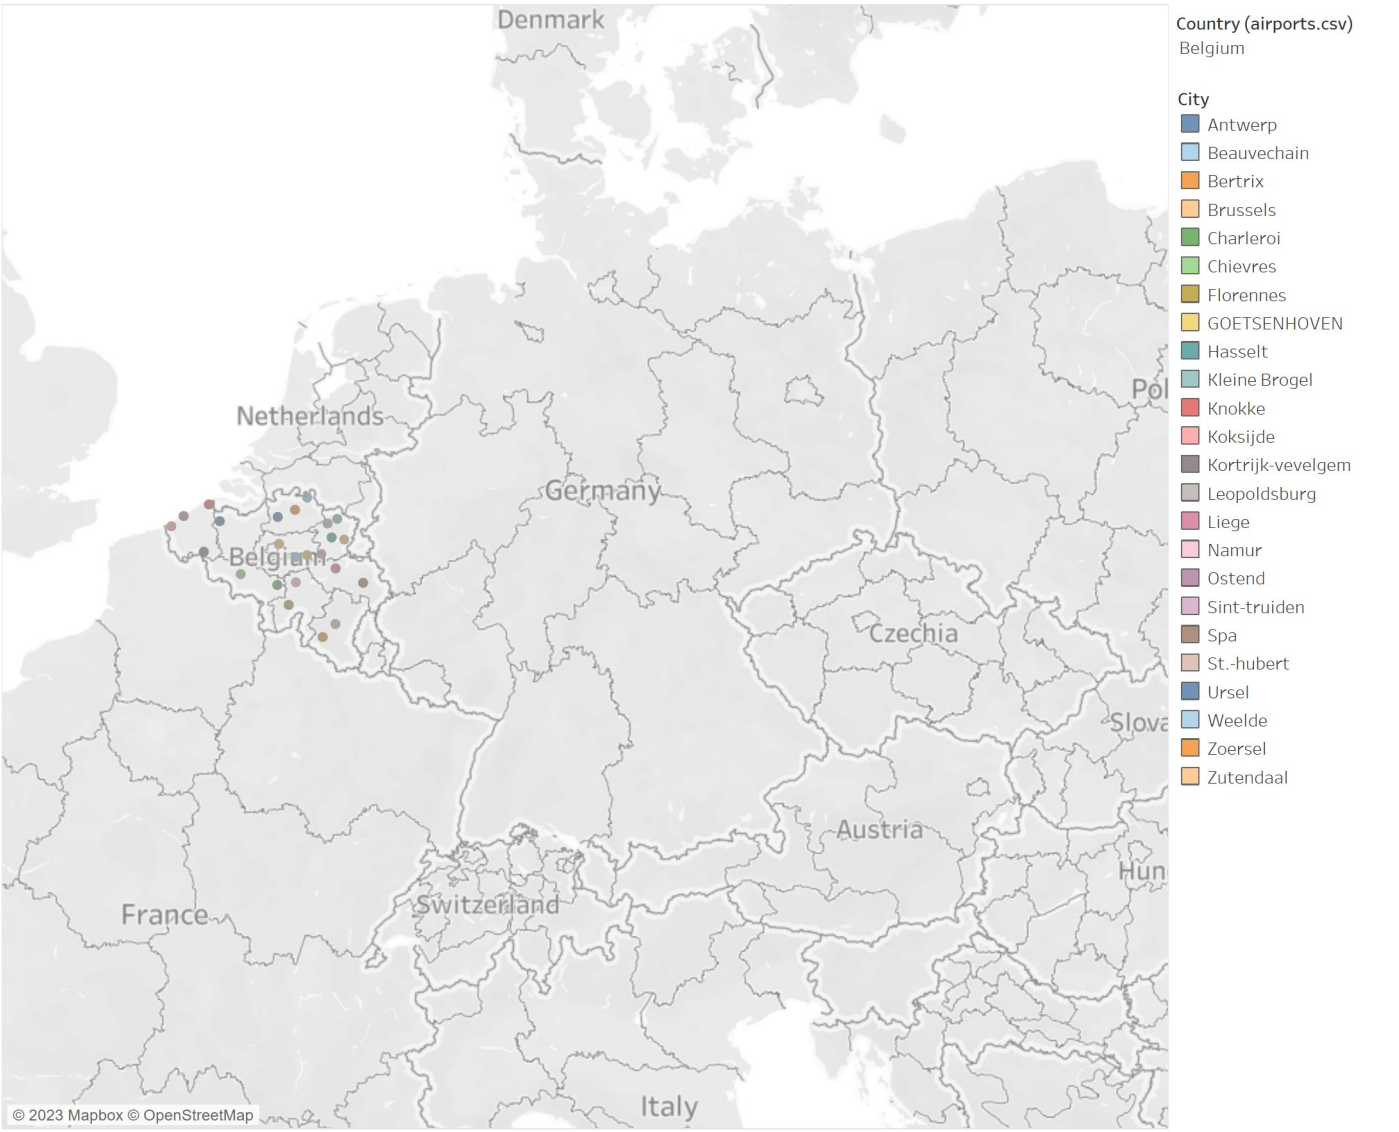 Denmark
Netherlands
Pol
Germany
Belgium
Czechia
Slova
Austria
Hun
Switzerland
France
Italy
© 2023 Mapbox © OpenStreetMap
Country (airports.csv)
Belgium
City
Antwerp
Beauvechain
Bertrix
Brussels
Charleroi
Chievres
Florennes
GOETSENHOVEN
Hasselt
Kleine Brogel
Knokke
Koksijde
Kortrijk-vevelgem
Leopoldsburg
Liege
Namur
Ostend
Sint-truiden
Spa
St.-hubert
Ursel
Weelde
Zoersel
Zutendaal